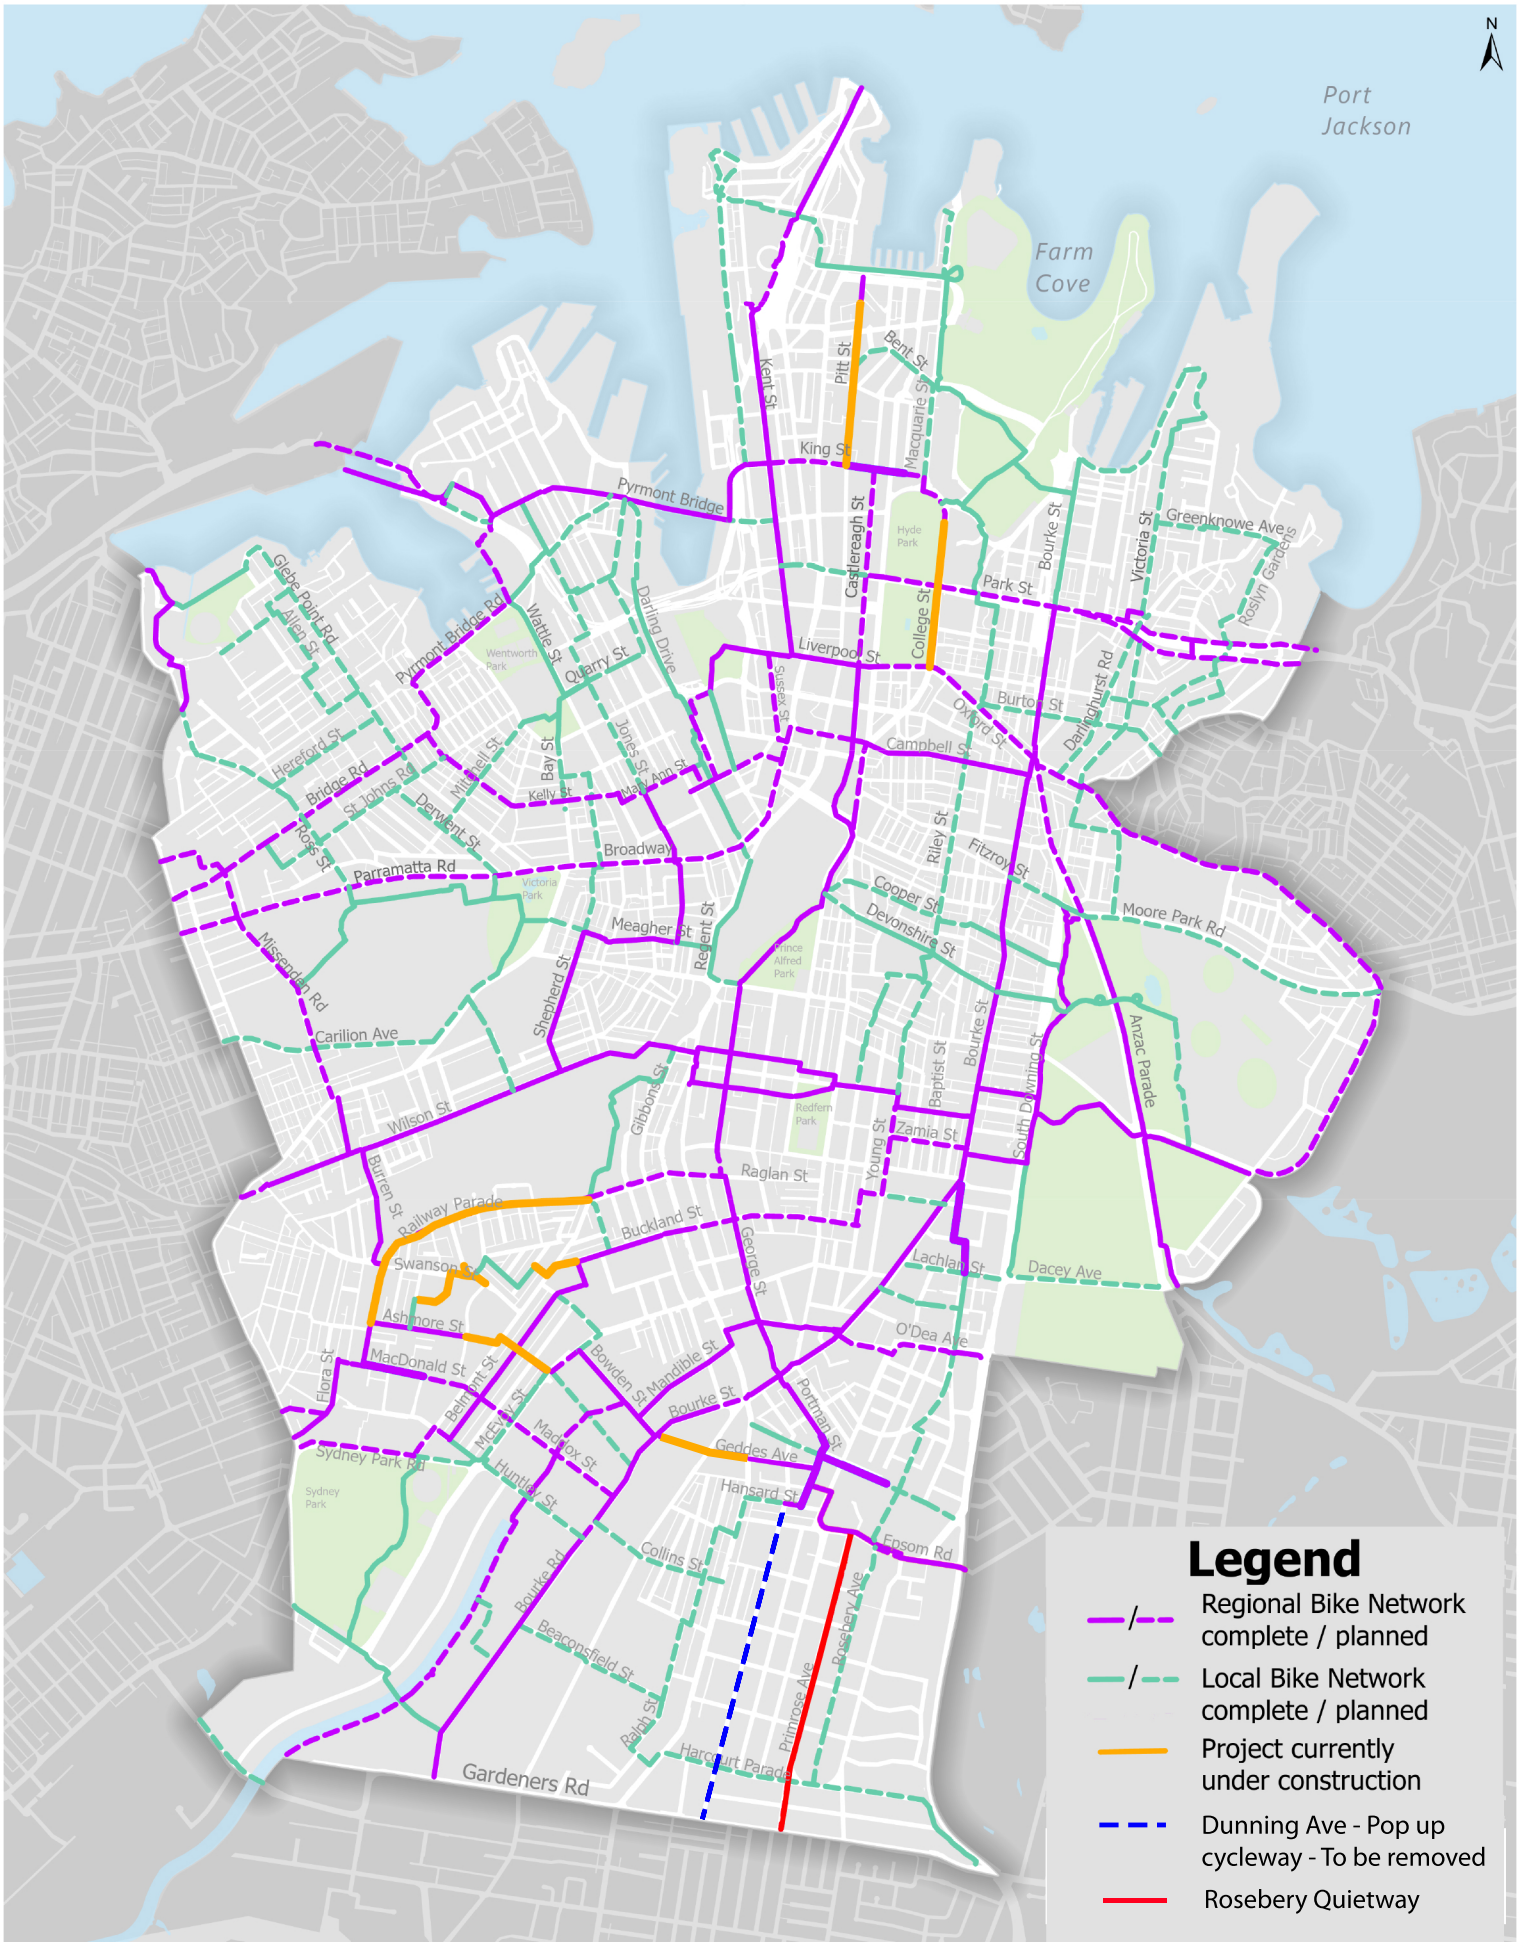 N
Port
Jackson
Farm
Cove
Bent St
Pitt St
Kent St
Macquarie St
King St
Pyrmont Bridge
Castlereagh St
Hyde
Park
Bourke St
Victoria St
Greenknowe Ave
Roslyn Gardens
Glebe Point Rd
Allen St
Pyrmont Bridge Rd
Wattle St
Darling Drive
Park St
College St
Wentworth
Park
Quarry St
Liverpool St
Sussex St
Burton St
Oxford St
Darlinghurst Rd
Hereford St
Bridge Rd
St Johns Rd
Mitchell St
Bay St
Jones St
Campbell St
Kelly St
Mary Ann St
Derwent St
Ross St
Riley St
Fitzroy St
Parramatta Rd
Broadway
Victoria
Park
Cooper St
Devonshire St
Moore Park Rd
Meagher St
Regent St
Missenden Rd
Shepherd St
Prince
Alfred
Park
Carilion Ave
Bourke St
Anzac Parade
Baptist St
South Downing St
Gibbons St
Wilson St
Redfern
Park
Zamia St
Young St
Burren St
Raglan St
Railway Parade
Buckland St
George St
Swanson St
Lachlan St
Dacey Ave
Ashmore St
O'Dea Ave
MacDonald St
Flora St
Belmont St
Bowden St
Mandible St
McEvoy St
Bourke St
Portman St
Maddox St
Sydney Park Rd
Geddes Ave
Huntley St
Hansard St
Sydney
Park
Epsom Rd
Collins St
Bourke Rd
Rosebery Ave
Beaconsfield St
Primrose Ave
Ralph St
Harcourt Parade
Gardeners Rd
Legend
Regional Bike Network
complete / planned
Local Bike Network
complete / planned
Project currently
under construction
Dunning Ave - Pop up
cycleway - To be removed
Rosebery Quietway